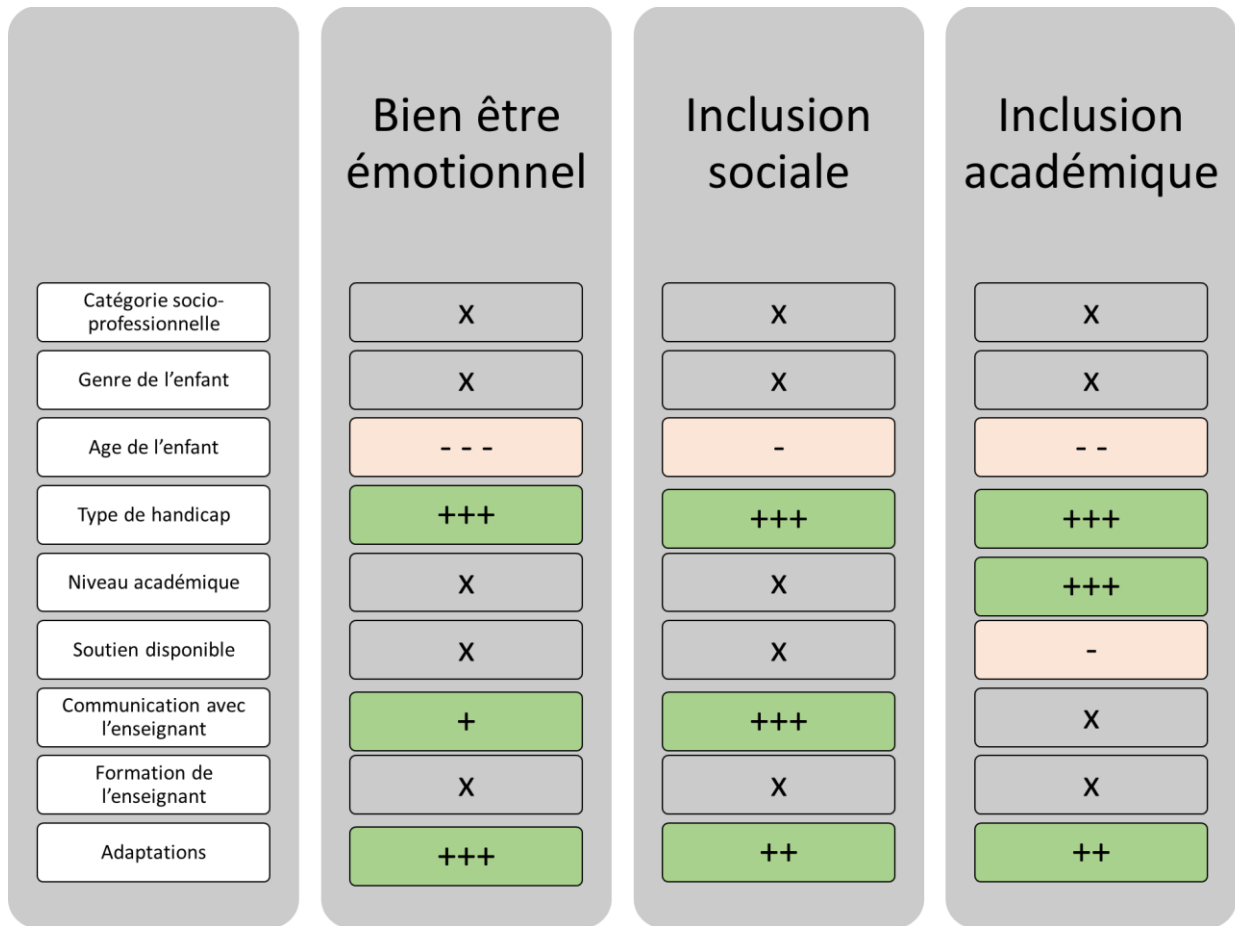 Bien être
émotionnel
Inclusion
sociale
Inclusion
académique
Catégorie socio-
professionnelle
x
x
x
Genre de l'enfant
x
x
x
Age de l'enfant
- - -
-
- -
Type de handicap
+++
+++
+++
Niveau académique
x
x
+++
Soutien disponible
x
x
-
Communication avec
l'enseignant
+
+++
x
Formation de
l'enseignant
x
x
x
Adaptations
+++
++
++